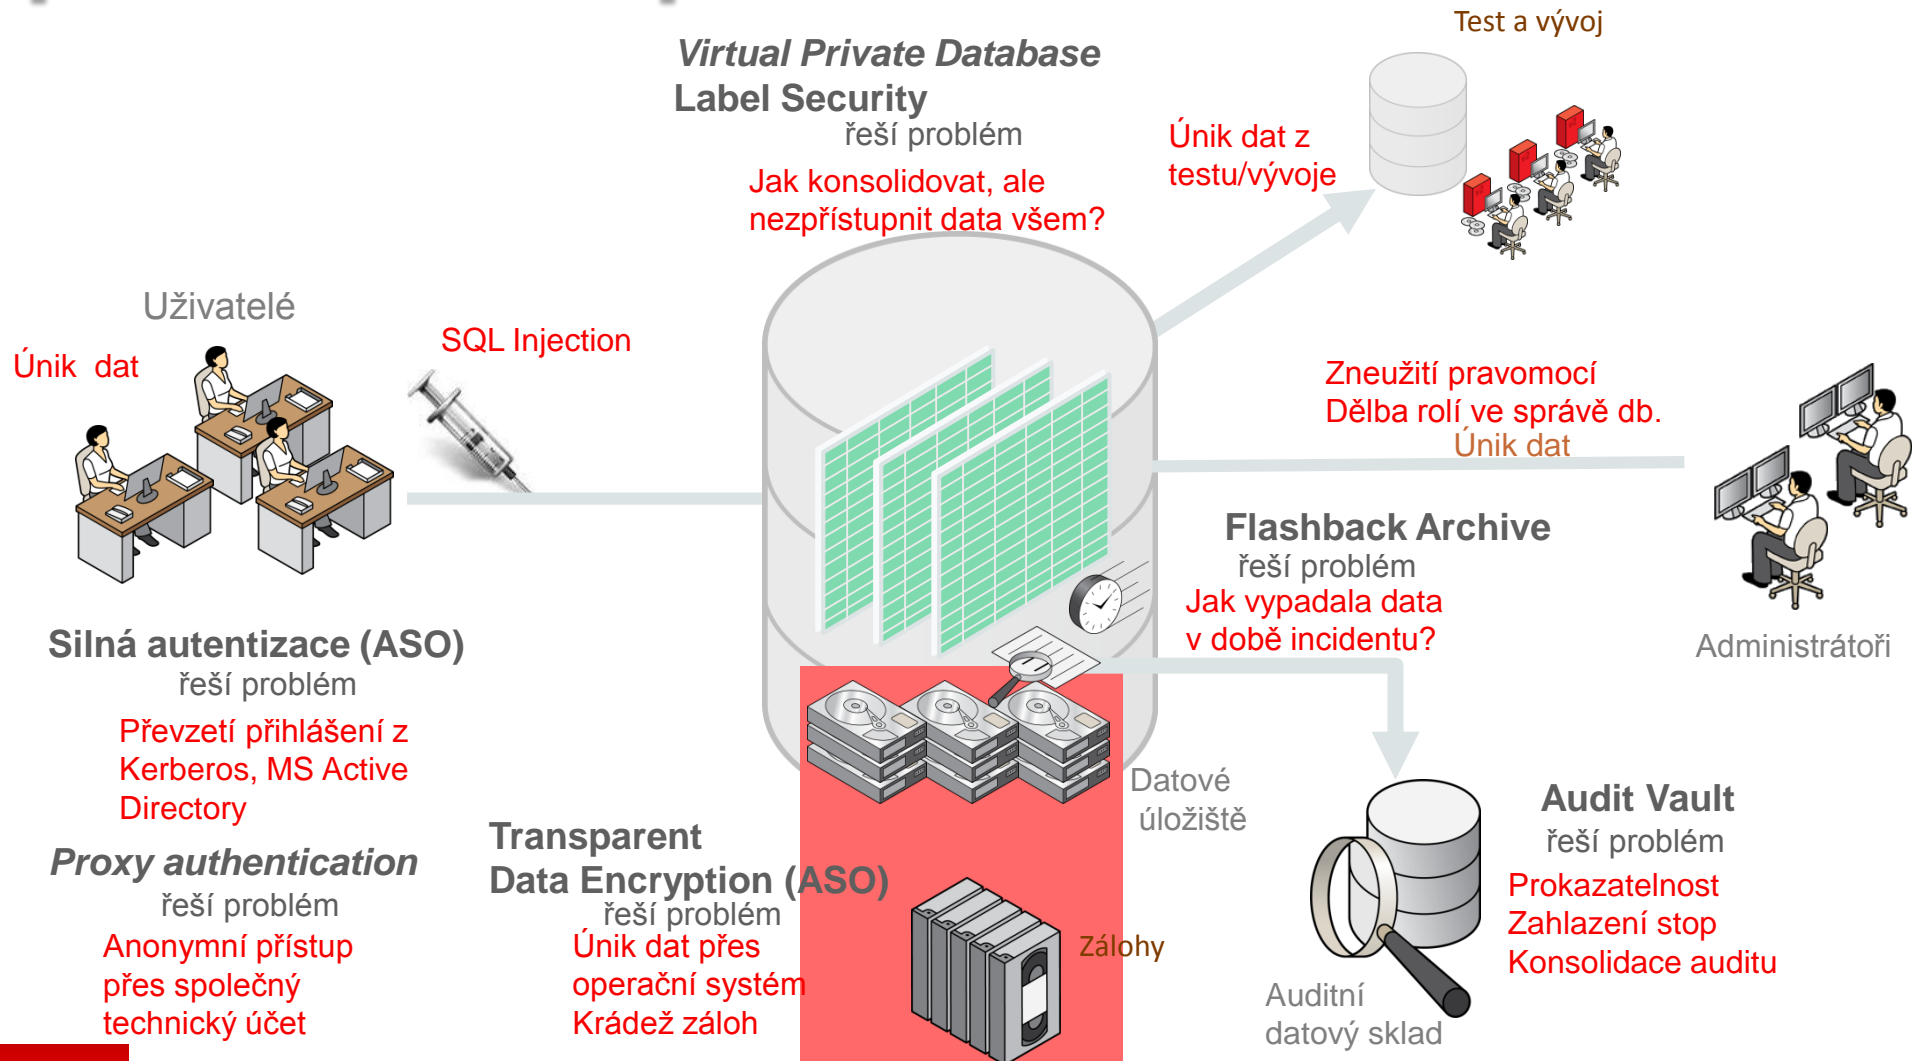 Test a vývoj
Virtual Private Database
Label Security
řeší problém
Jak konsolidovat, ale
nezpřístupnit data všem?
Únik dat z
testu/vývoje
Uživatelé
Únik dat
SQL Injection
Zneužití pravomocí
Dělba rolí ve správě db.
Únik dat
Administrátoři
Flashback Archive
řeší problém
Jak vypadala data
v době incidentu?
Silná autentizace (ASO)
řeší problém
Převzetí přihlášení z
Kerberos, MS Active
Directory
Proxy authentication
řeší problém
Anonymní přístup
přes společný
technický účet
Transparent
Data Encryption (ASO)
řeší problém
Únik dat přes
operační systém
Krádež záloh
Datové
úložiště
Zálohy
Audit Vault
řeší problém
Prokazatelnost
Zahlazení stop
Konsolidace auditu
Auditní
datový sklad